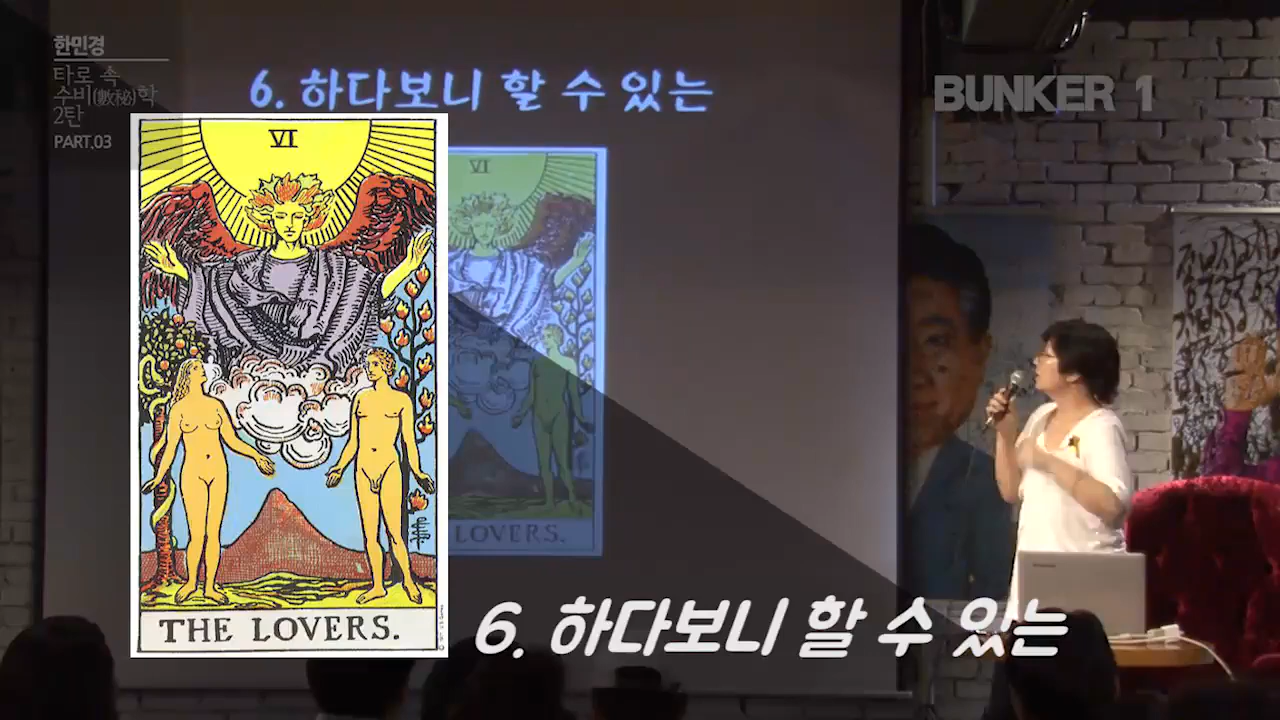 한민경
타로 속
수비(數秘)학
2탄
PART.03
6. 하다보니 할 수 있는
BUNKER 1
VI
THE LOVERS.
VI
LOVERS.
6. 하다보니 할 수 있는